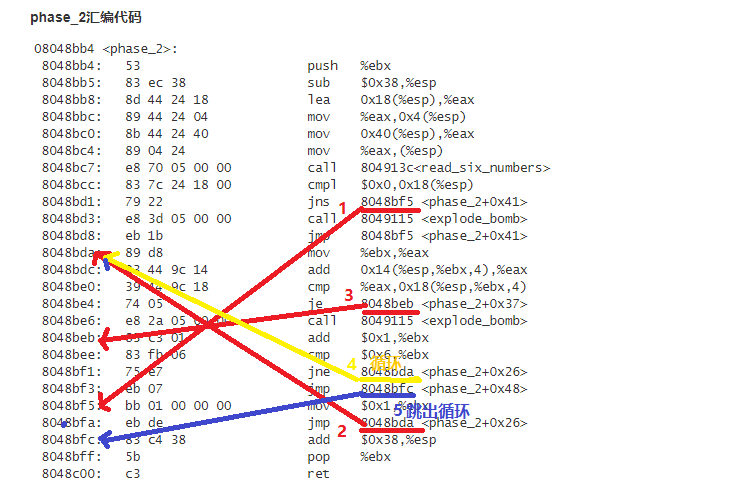 phase_2汇编代码
08048bb4 <phase_2>:
8048bb4: 53 push %ebx
8048bb5: 83 ec 38 sub $0x38,%esp
8048bb8: 8d 44 24 18 lea 0x18(%esp),%eax
8048bbc: 89 44 24 04 mov %eax,0x4(%esp)
8048bc0: 8b 44 24 40 mov 0x40(%esp),%eax
8048bc4: 89 04 24 mov %eax,(%esp)
8048bc7: e8 70 05 00 00 call 804913c<read_six_numbers>
8048bcc: 83 7c 24 18 00 cmpl $0x0,0x18(%esp)
8048bd1: 79 22 jns 8048bf5 <phase_2+0x41>
1
8048bd3: e8 3d 05 00 00 call 8049115 <explode_bomb>
8048bd8: eb 1b jmp 8048bf5 <phase_2+0x41>
8048bda: 89 d8 mov %ebx,%eax
8048bdc: 03 44 9c 14 add 0x14(%esp,%ebx,4),%eax
8048be0: 39 44 9c 18 cmp %eax,0x18(%esp,%ebx,4)
3
8048be4: 74 05 je 8048beb <phase_2+0x37>
8048be6: e8 2a 05 00 00 call 8049115 <explode_bomb>
8048beb: 83 c3 01 add $0x1,%ebx
8048bee: 83 fb 06 cmp $0x6,%ebx
4 循环
8048bf1: 75 e7 jne 8048bda <phase_2+0x26>
8048bf3: eb 07 jmp 8048bfc <phase_2+0x48>
8048bf5: bb 01 00 00 00 mov $0x1,%ebx
5跳出循环
8048bfa: eb de jmp 8048bda <phase_2+0x26>
2
8048bfc: 83 c4 38 add $0x38,%esp
8048bff: 5b pop %ebx
8048c00: c3 ret